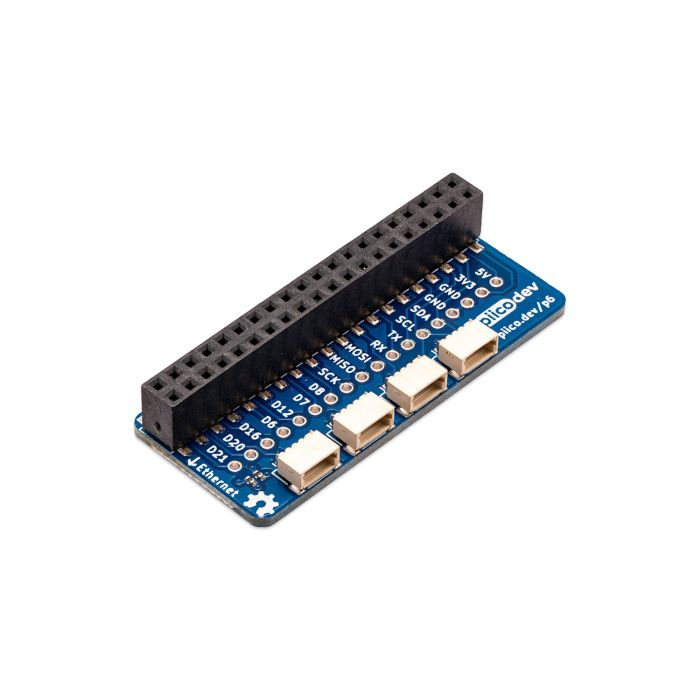 5V
3V3
GND
GND
SDA
SCL
TX
RX
MOSI
MISO
SCK
D8
D7
D12
D6
D16
D20
D21
↓Ethernet
piicodev
piico.dev/p6